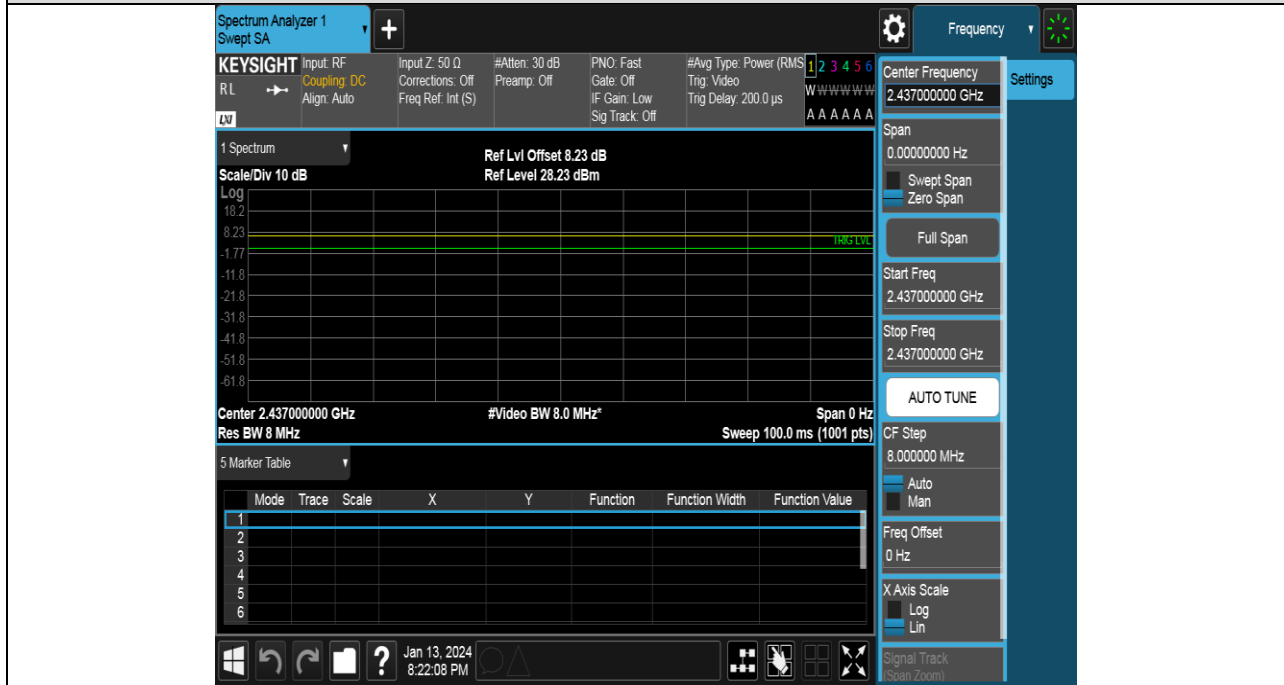 Spectrum Analyzer 1
Swept SA
+
Frequency
KEYSIGHT
RL
LXI
Input: RF
Coupling: DC
Align: Auto
Input Z: 50 Ω
Corrections: Off
Freq Ref: Int (S)
#Atten: 30 dB
Preamp: Off
PNO: Fast
Gate: Off
IF Gain: Low
Sig Track: Off
#Avg Type: Power (RMS
Trig: Video
Trig Delay: 200.0 µs
1 2 3 4 5 6
W W W W W W
A A A A A A
1 Spectrum
Scale/Div 10 dB
Ref Lvl Offset 8.23 dB
Ref Level 28.23 dBm
Log
18.2
8.23
-1.77
-11.8
-21.8
-31.8
-41.8
-51.8
-61.8
TRIG LVL
Center 2.437000000 GHz
#Video BW 8.0 MHz*
Span 0 Hz
Res BW 8 MHz
Sweep 100.0 ms (1001 pts)
5 Marker Table
Mode Trace Scale X Y Function Function Width Function Value
1
2
3
4
5
6
Center Frequency
2.437000000 GHz
Settings
Span
0.00000000 Hz
Swept Span
Zero Span
Full Span
Start Freq
2.437000000 GHz
Stop Freq
2.437000000 GHz
AUTO TUNE
CF Step
8.000000 MHz
Auto
Man
Freq Offset
0 Hz
X Axis Scale
Log
Lin
Signal Track
(Span Zoom)
?
Jan 13, 2024
8:22:08 PM